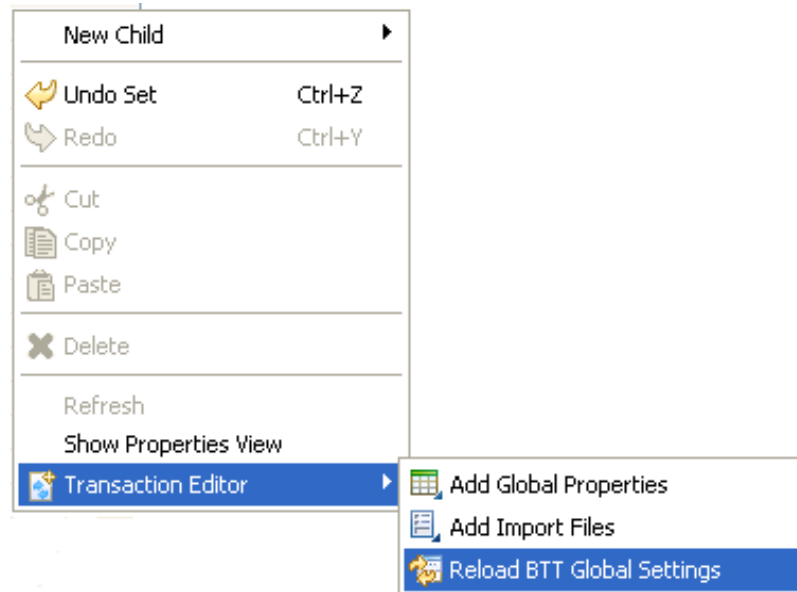 New Child
Undo Set Ctrl+Z
Redo Ctrl+Y
Cut
Copy
Paste
Delete
Refresh
Show Properties View
Transaction Editor
Add Global Properties
Add Import Files
Reload BTT Global Settings